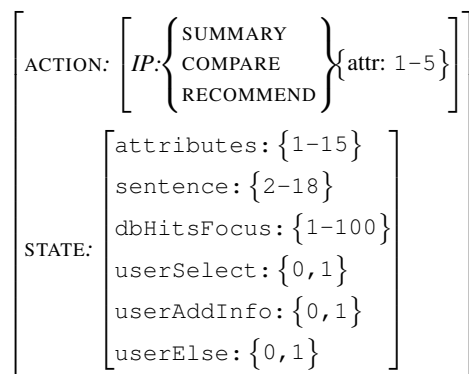 SUMMARY
ACTION: IP: COMPARE {attr: 1-5}
RECOMMEND
attributes: {1-15}
sentence: {2-18}
dbHitsFocus: {1-100}
STATE:
userSelect: {0,1}
userAddInfo: {0,1}
userElse: {0,1}